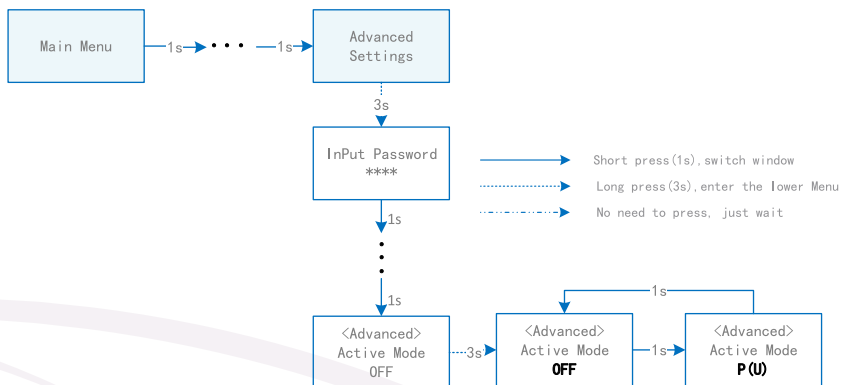 Main Menu
1s
1s
Advanced
Settings
3s
InPut Password
****
Short press(1s),switch window
Long press(3s),enter the lower Menu
No need to press, just wait
1s
1s
1s
<Advanced>
Active Mode
OFF
3s
<Advanced>
Active Mode
OFF
1s
<Advanced>
Active Mode
P(U)